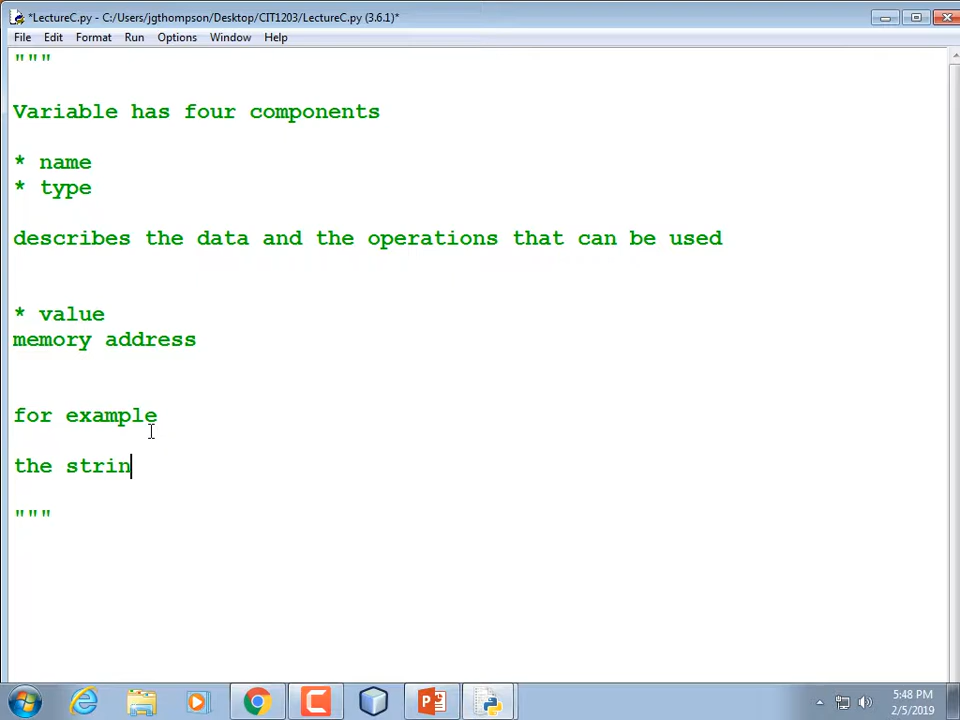 *LectureC.py - C:/Users/jgthompson/Desktop/CIT1203/LectureC.py (3.6.1)*
File Edit Format Run Options Window Help
"""
Variable has four components
* name
* type
describes the data and the operations that can be used
* value
memory address
for example
the strin
"""
5:48 PM
2/5/2019